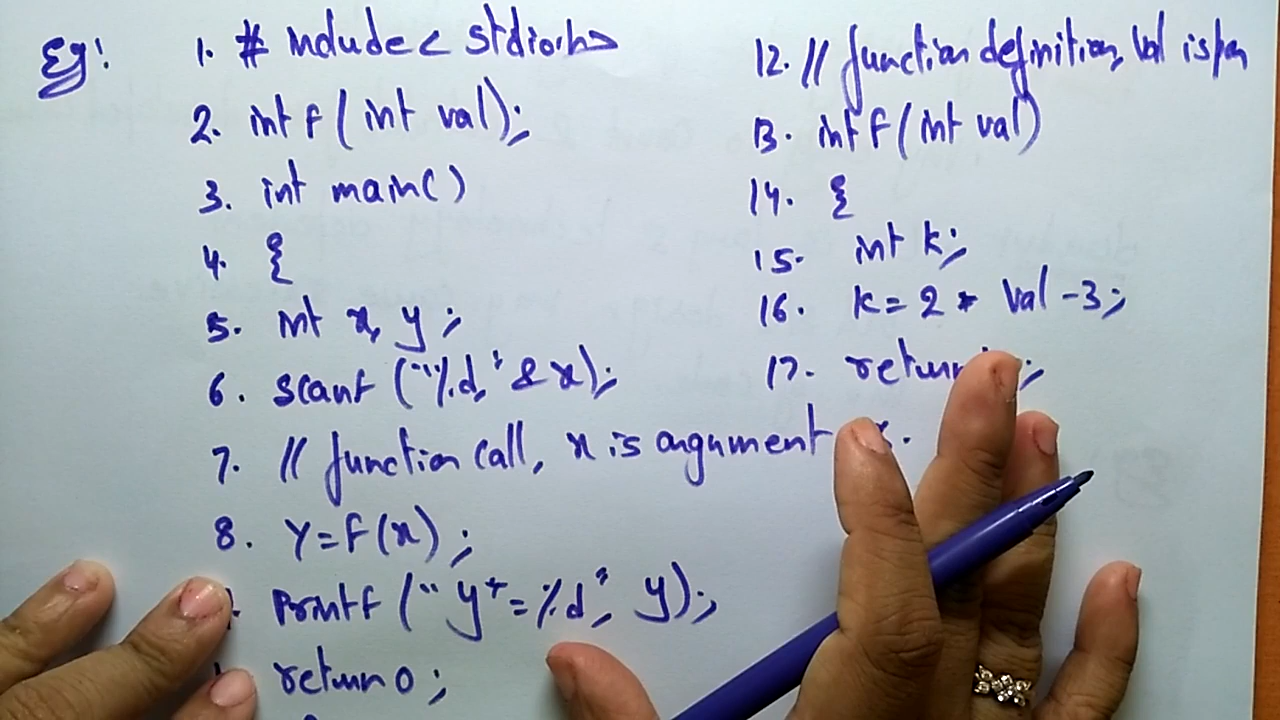 Eg:
1. # include < stdio.h>
2. int f ( int val);
3. int main()
4. {
5. int x, y ;
6. scanf ("%d," & x);
7. // function call, x is argument
8. Y=f(x) ;
printf (" y+=%d", y);
return 0 ;
12. // function definition, val is par
13. int f (int val)
14. {
15. int k;
16. k= 2 * val -3;
17. return ;